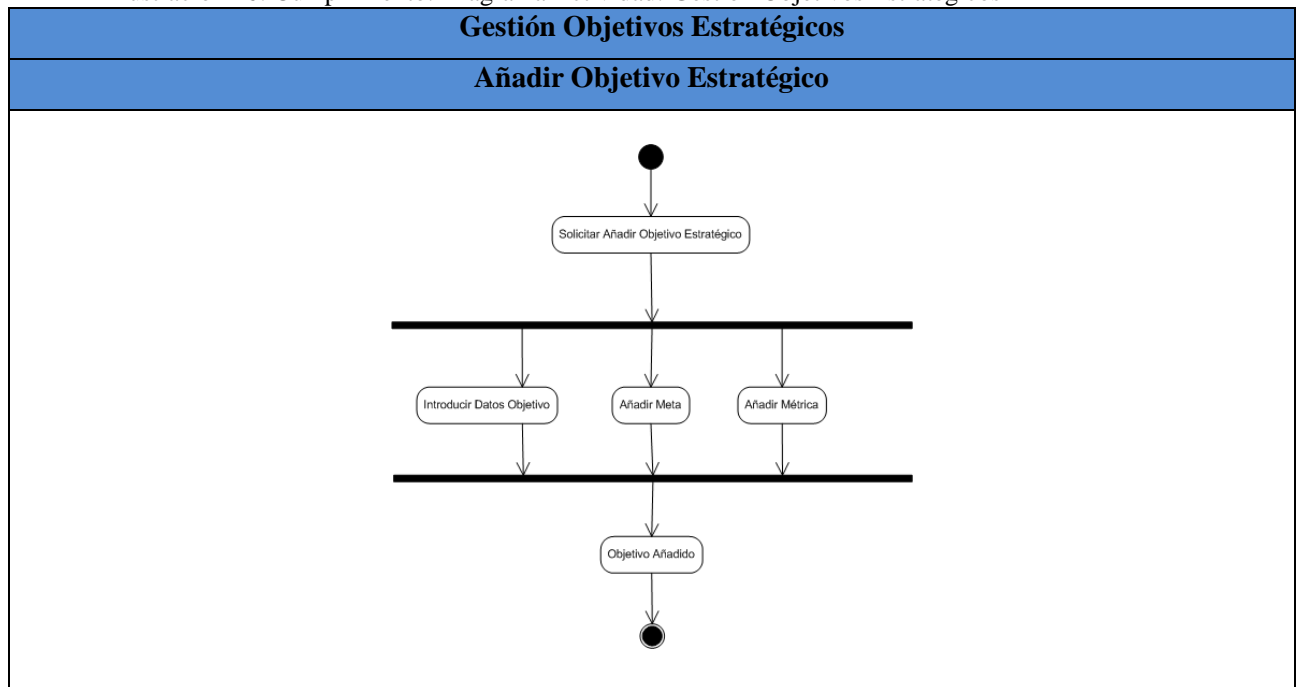 Gestión Objetivos Estratégicos
Añadir Objetivo Estratégico
Solicitar Añadir Objetivo Estratégico
Introducir Datos Objetivo
Añadir Meta
Añadir Métrica
Objetivo Añadido